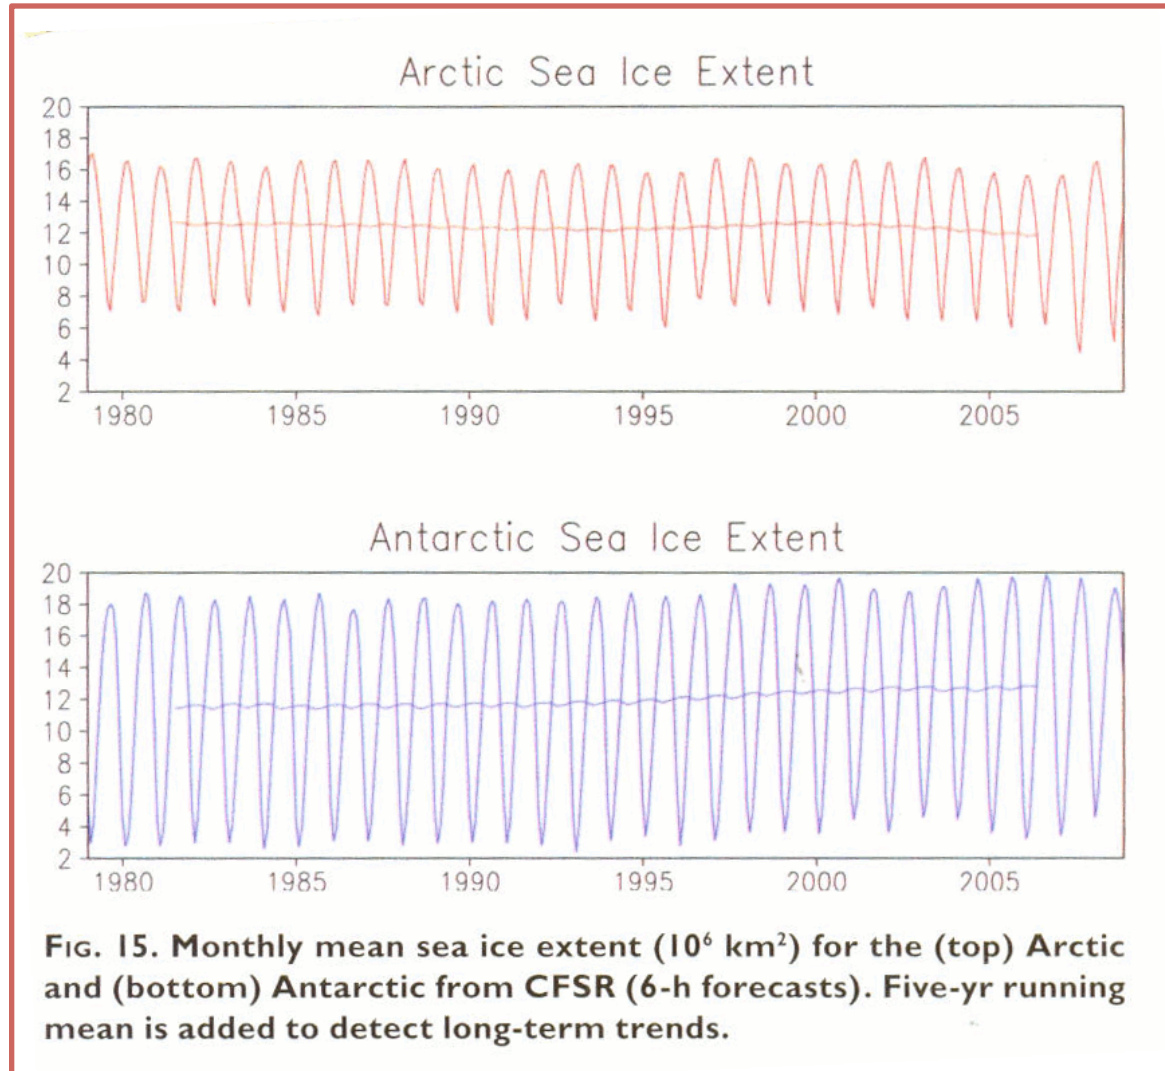 Arctic Sea Ice Extent
20
18
16
14
12
10
8
6
4
2
1980 1985 1990 1995 2000 2005
Antarctic Sea Ice Extent
20
18
16
14
12
10
8
6
4
2
1980 1985 1990 1995 2000 2005
FIG. 15. Monthly mean sea ice extent (10⁶ km²) for the (top) Arctic
and (bottom) Antarctic from CFSR (6-h forecasts). Five-yr running
mean is added to detect long-term trends.